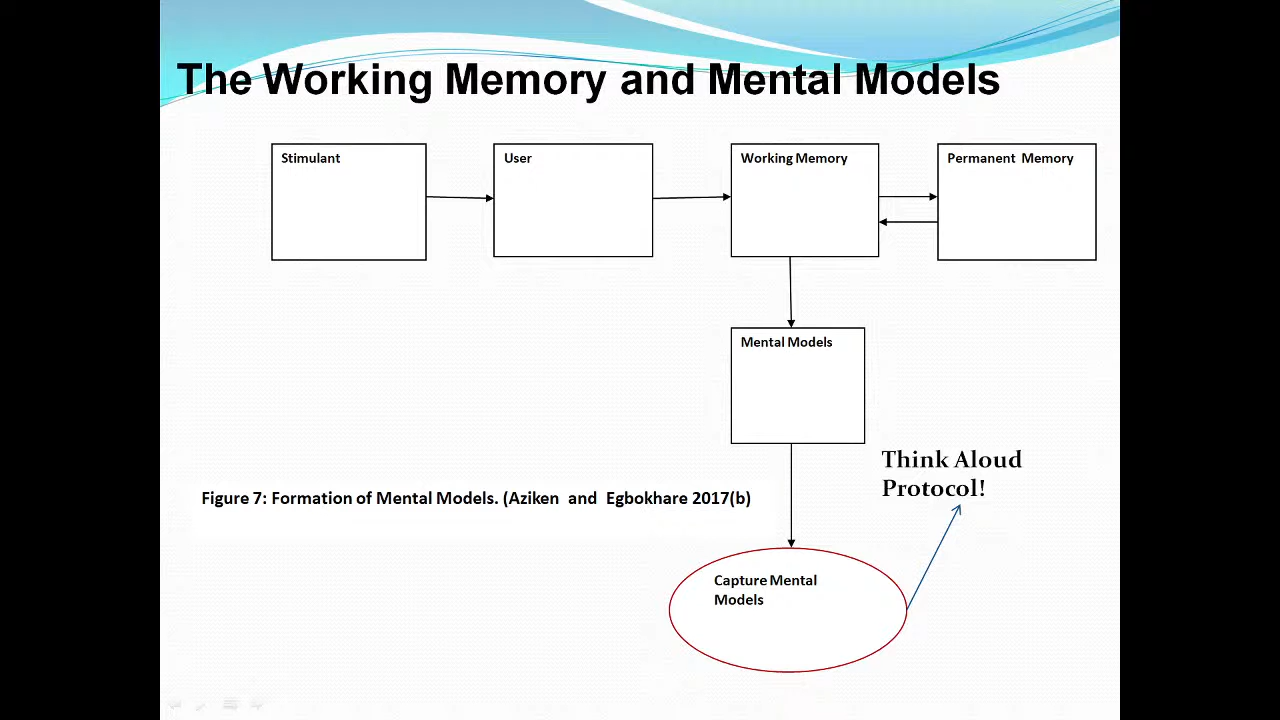 The Working Memory and Mental Models
Stimulant
User
Working Memory
Permanent Memory
Mental Models
Think Aloud
Protocol!
Figure 7: Formation of Mental Models. (Aziken and Egbokhare 2017(b)
Capture Mental
Models